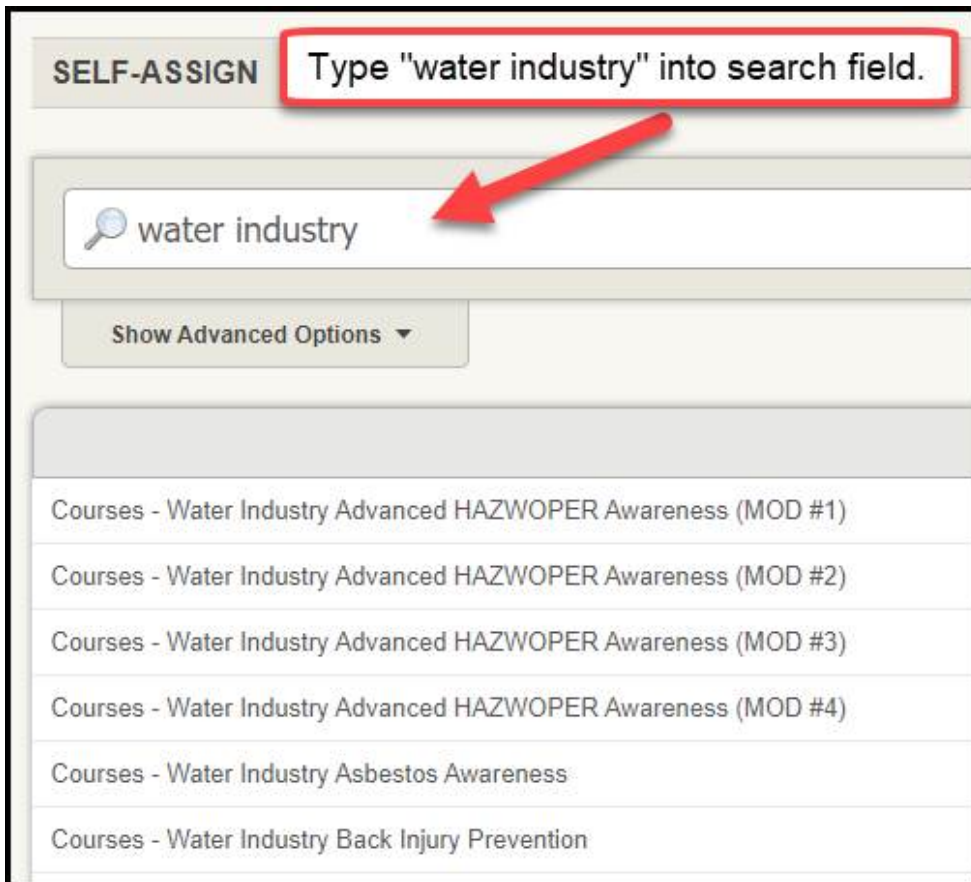 SELF-ASSIGN
Type "water industry" into search field.
water industry
Show Advanced Options
Courses - Water Industry Advanced HAZWOPER Awareness (MOD #1)
Courses - Water Industry Advanced HAZWOPER Awareness (MOD #2)
Courses - Water Industry Advanced HAZWOPER Awareness (MOD #3)
Courses - Water Industry Advanced HAZWOPER Awareness (MOD #4)
Courses - Water Industry Asbestos Awareness
Courses - Water Industry Back Injury Prevention